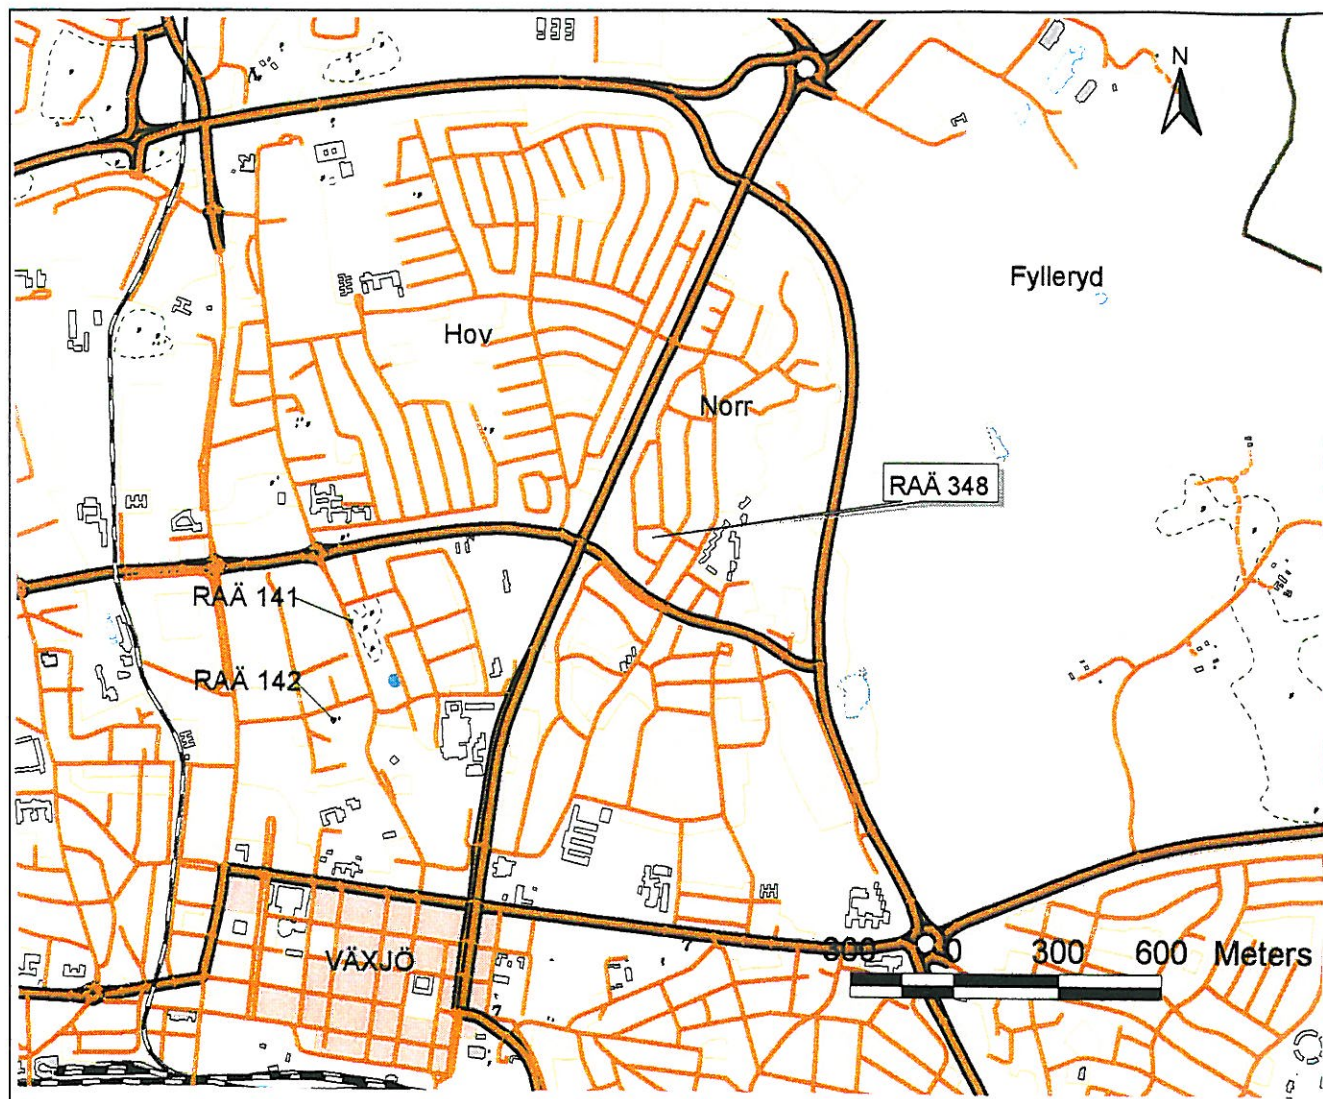 N
Fylleryd
Hov
Norr
RAÄ 348
RAÄ 141
RAÄ 142
VÄXJÖ
300 0 300 600 Meters